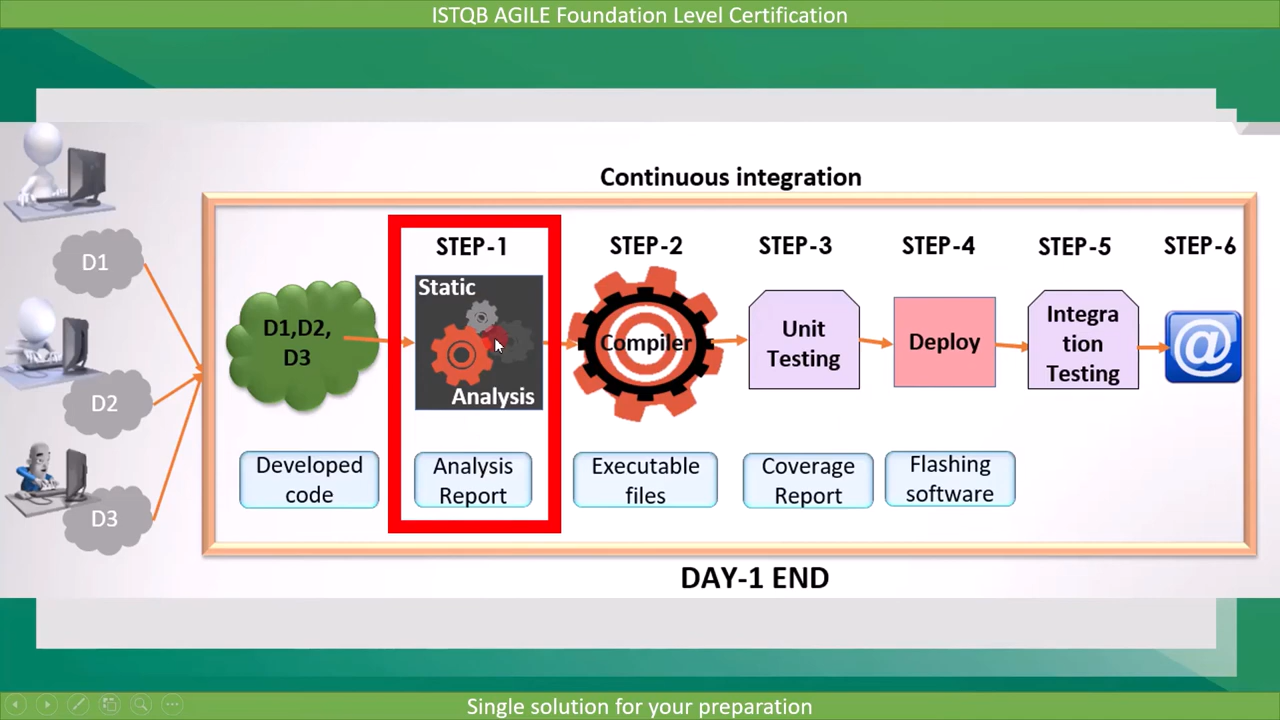 ISTQB AGILE Foundation Level Certification
Continuous integration
STEP-1
STEP-2
STEP-3
STEP-4
STEP-5
STEP-6
D1
D2
D3
D1,D2,
D3
Static
Analysis
Compiler
Unit
Testing
Deploy
Integra
tion
Testing
@
Developed
code
Analysis
Report
Executable
files
Coverage
Report
Flashing
software
DAY-1 END
Single solution for your preparation